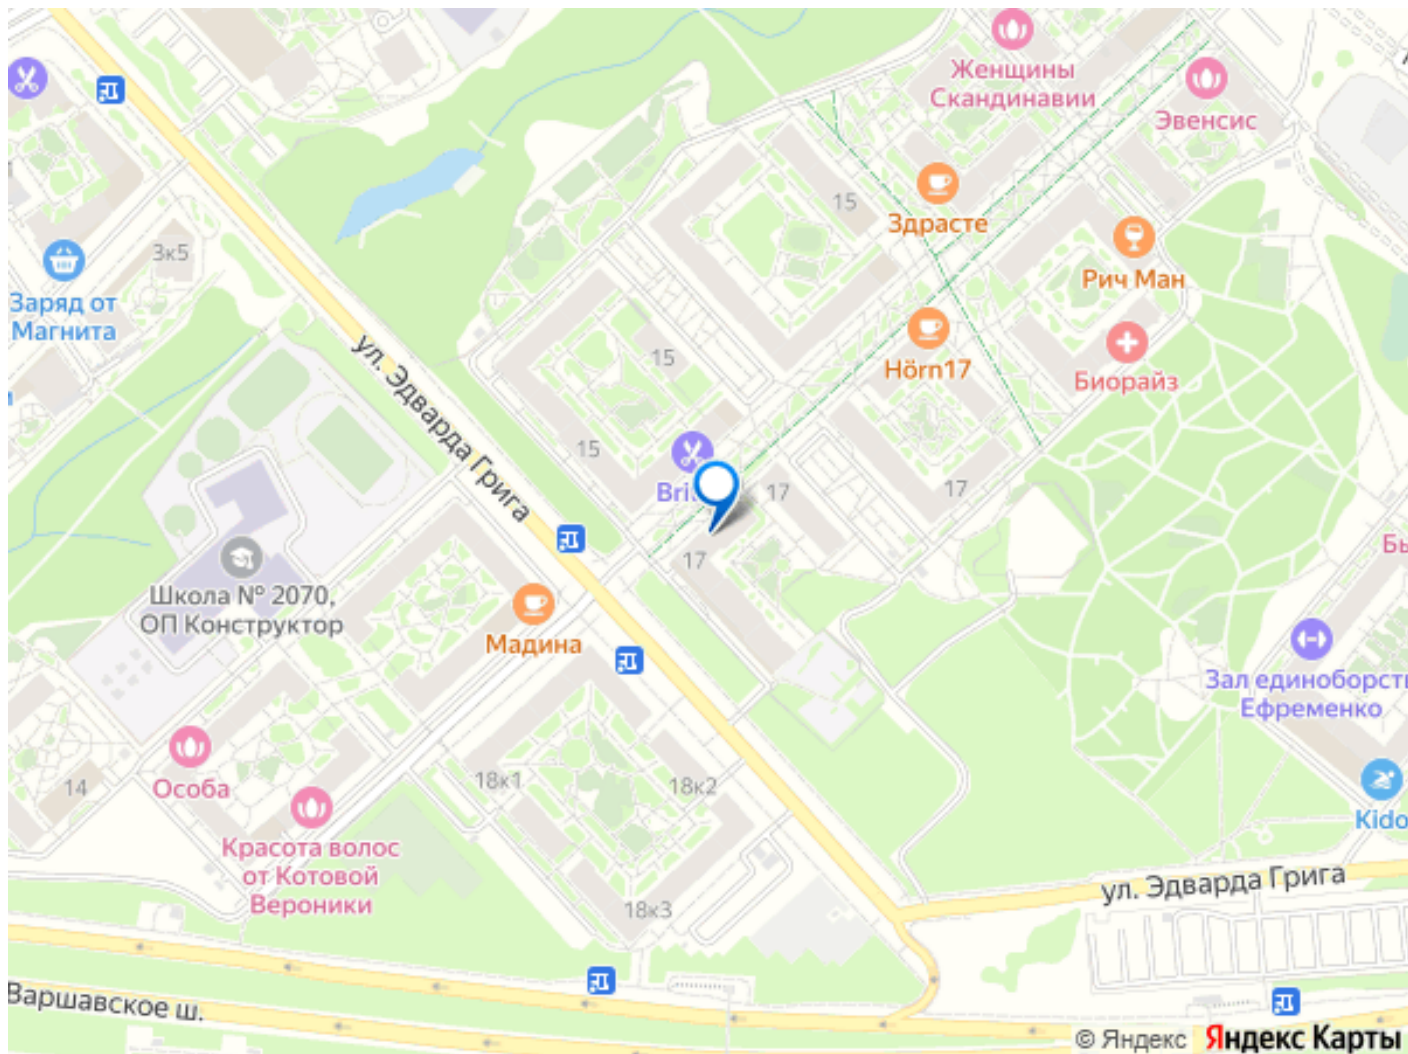 Женщины
Скандинавии
Эвенсис
15
Здрасте
3к5
Рич Ман
Заряд от
Магнита
ул. Эдварда Грига
15
Hörn17
Биорайз
15
17
17
17
Школа № 2070,
ОП Конструктор
Мадина
Зал единоборств
Ефременко
Особа
14
18к1
18к2
Kido
Красота волос
от Котовой
Вероники
18к3
ул. Эдварда Грига
Варшавское ш.
© Яндекс Яндекс Карты